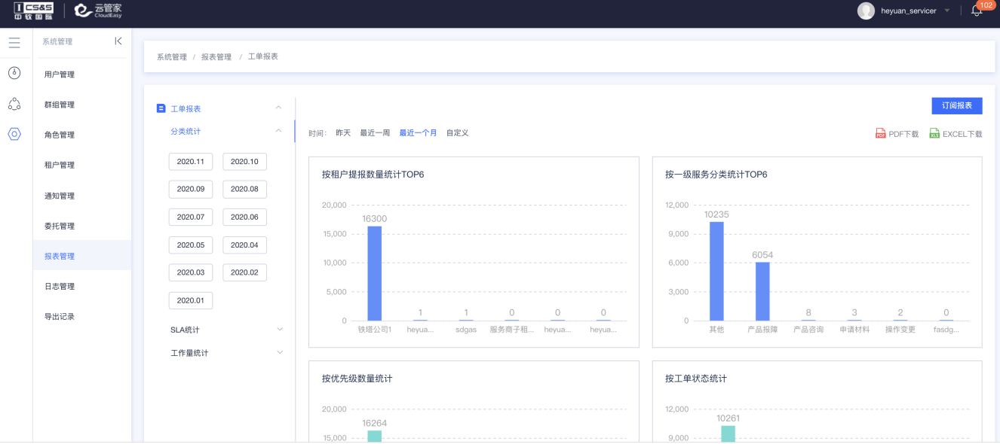 CS&S
中软国际
云管家
CloudEasy
heyuan_servicer
102
系统管理
用户管理
群组管理
角色管理
租户管理
通知管理
委托管理
报表管理
日志管理
导出记录
系统管理 / 报表管理 / 工单报表
工单报表
分类统计
2020.11 2020.10
2020.09 2020.08
2020.07 2020.06
2020.05 2020.04
2020.03 2020.02
2020.01
SLA统计
工作量统计
订阅报表
时间: 昨天 最近一周 最近一个月 自定义
PDF下载 EXCEL下载
按租户提报数量统计TOP6
20,000
15,000
10,000
5,000
0
16300
1
1
0
0
0
铁塔公司1 heyua... sdgas 服务商子租... heyua... heyua...
按一级服务分类统计TOP6
12,000
9,000
6,000
3,000
0
10235
6054
8
3
2
0
其他 产品报障 产品咨询 申请材料 操作变更 fasdg...
按优先级数量统计
20,000
16264
15,000
按工单状态统计
12,000
10261
9,000